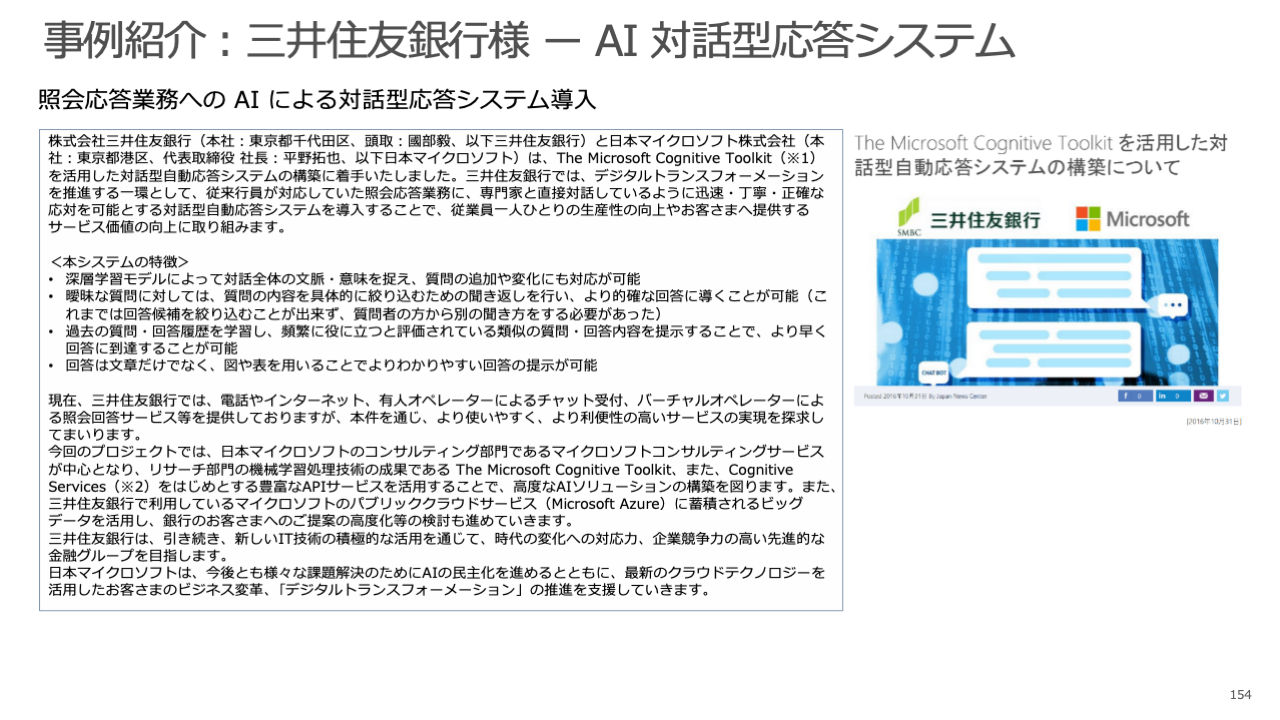 事例紹介：三井住友銀行様 ー AI 対話型応答システム
照会応答業務への AI による対話型応答システム導入
株式会社三井住友銀行（本社：東京都千代田区、頭取：國部毅、以下三井住友銀行）と日本マイクロソフト株式会社（本
社：東京都港区、代表取締役 社長：平野拓也、以下日本マイクロソフト）は、The Microsoft Cognitive Toolkit（※1）
を活用した対話型自動応答システムの構築に着手いたしました。三井住友銀行では、デジタルトランスフォーメーション
を推進する一環として、従来行員が対応していた照会応答業務に、専門家と直接対話しているように迅速・丁寧・正確な
応対を可能とする対話型自動応答システムを導入することで、従業員一人ひとりの生産性の向上やお客さまへ提供する
サービス価値の向上に取り組みます。
＜本システムの特徴＞
• 深層学習モデルによって対話全体の文脈・意味を捉え、質問の追加や変化にも対応が可能
• 曖昧な質問に対しては、質問の内容を具体的に絞り込むための聞き返しを行い、より的確な回答に導くことが可能（こ
れまでは回答候補を絞り込むことが出来ず、質問者の方から別の聞き方をする必要があった）
• 過去の質問・回答履歴を学習し、頻繁に役に立つと評価されている類似の質問・回答内容を提示することで、より早く
回答に到達することが可能
• 回答は文章だけでなく、図や表を用いることでよりわかりやすい回答の提示が可能
現在、三井住友銀行では、電話やインターネット、有人オペレーターによるチャット受付、バーチャルオペレーターによ
る照会回答サービス等を提供しておりますが、本件を通じ、より使いやすく、より利便性の高いサービスの実現を探求し
てまいります。
今回のプロジェクトでは、日本マイクロソフトのコンサルティング部門であるマイクロソフトコンサルティングサービス
が中心となり、リサーチ部門の機械学習処理技術の成果である The Microsoft Cognitive Toolkit、また、Cognitive
Services（※2）をはじめとする豊富なAPIサービスを活用することで、高度なAIソリューションの構築を図ります。また、
三井住友銀行で利用しているマイクロソフトのパブリッククラウドサービス（Microsoft Azure）に蓄積されるビッグ
データを活用し、銀行のお客さまへのご提案の高度化等の検討も進めていきます。
三井住友銀行は、引き続き、新しいIT技術の積極的な活用を通じて、時代の変化への対応力、企業競争力の高い先進的な
金融グループを目指します。
日本マイクロソフトは、今後とも様々な課題解決のためにAIの民主化を進めるとともに、最新のクラウドテクノロジーを
活用したお客さまのビジネス変革、「デジタルトランスフォーメーション」の推進を支援していきます。
The Microsoft Cognitive Toolkit を活用した対
話型自動応答システムの構築について
SMBC 三井住友銀行 Microsoft
CHAT BOT
Posted 2016年10月31日 By Japan News Center
f 0 in 0
[2016年10月31日]
154